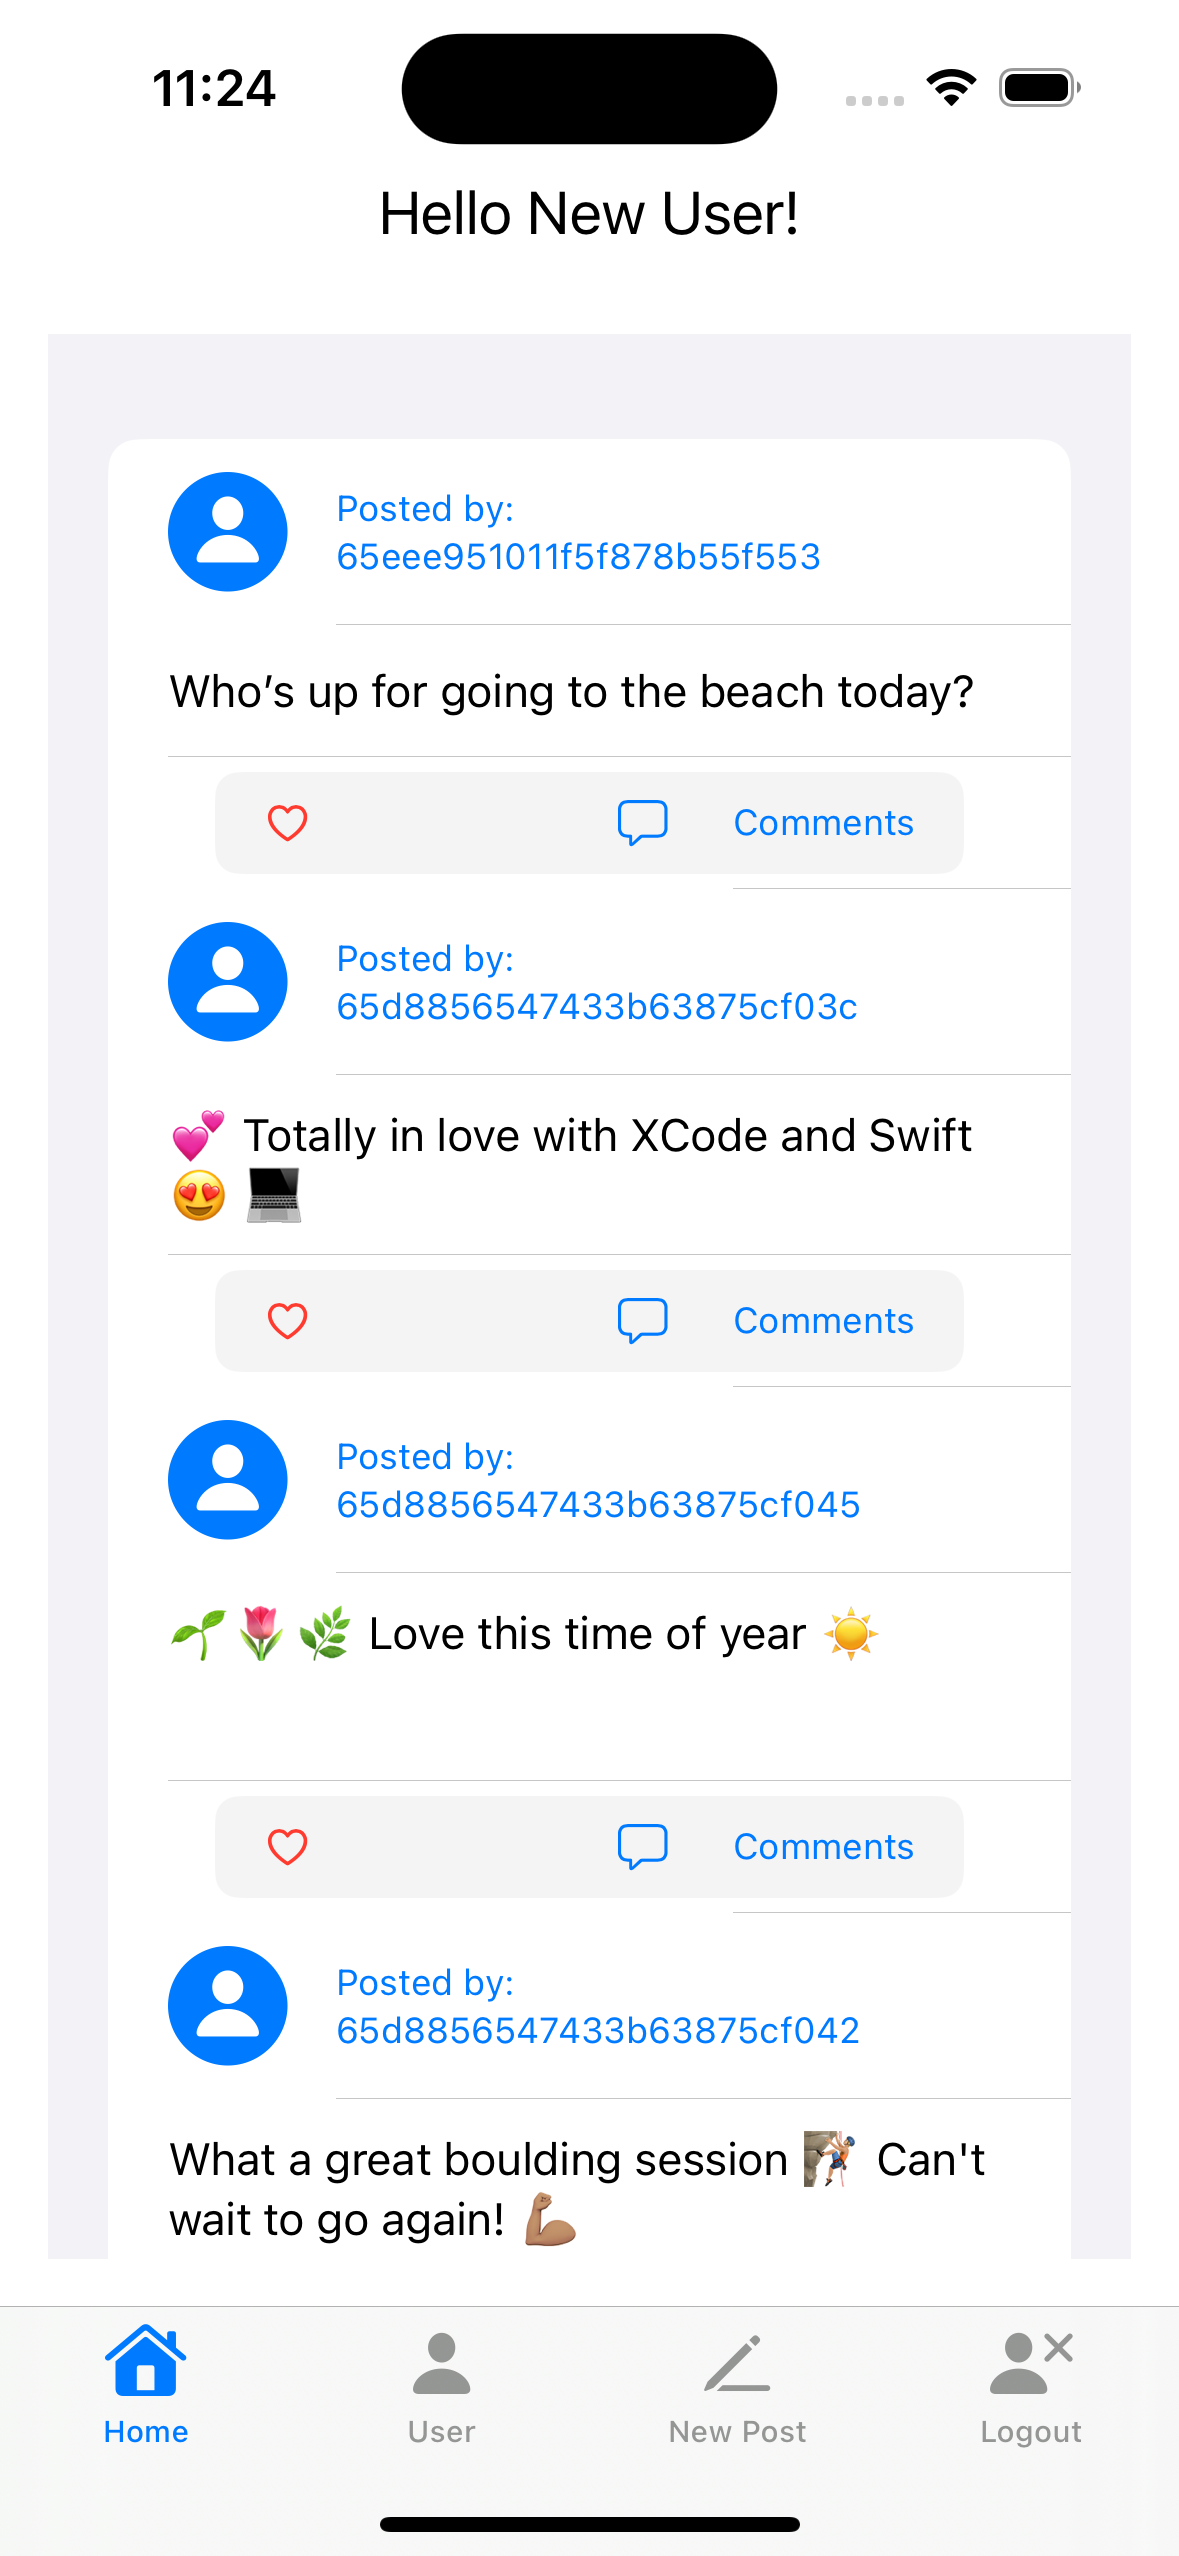 11:24
Hello New User!
Posted by:
65eee951011f5f878b55f553
Who’s up for going to the beach today?
Comments
Posted by:
65d8856547433b63875cf03c
💕 Totally in love with XCode and Swift
😍 💻
Comments
Posted by:
65d8856547433b63875cf045
🌱🌷🌿 Love this time of year ☀️
Comments
Posted by:
65d8856547433b63875cf042
What a great boulding session 🧗🏽 Can't
wait to go again! 💪🏽
Home
User
New Post
Logout